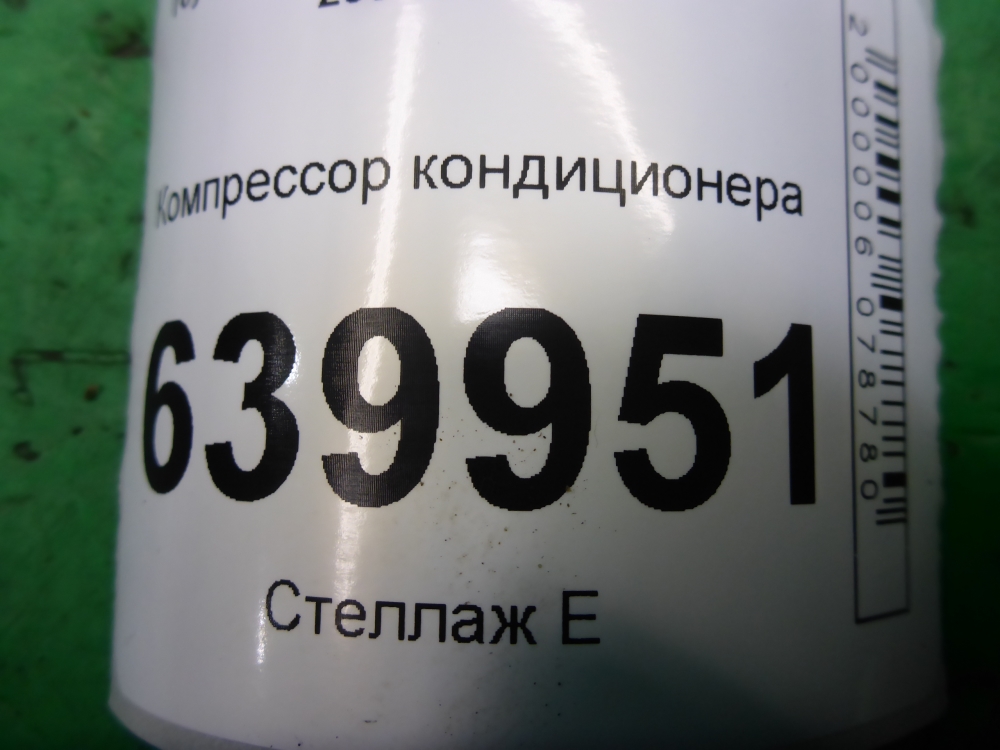 Компрессор кондиционера
639951
Стеллаж Е
2000006078780